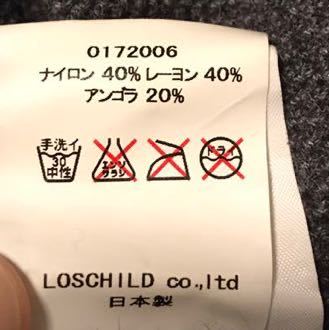 0172006
ナイロン 40% レーヨン 40%
アンゴラ 20%
手洗イ
30
中性
エンソ
サラシ
ドライ
LOSCHILD co.,ltd
日本製